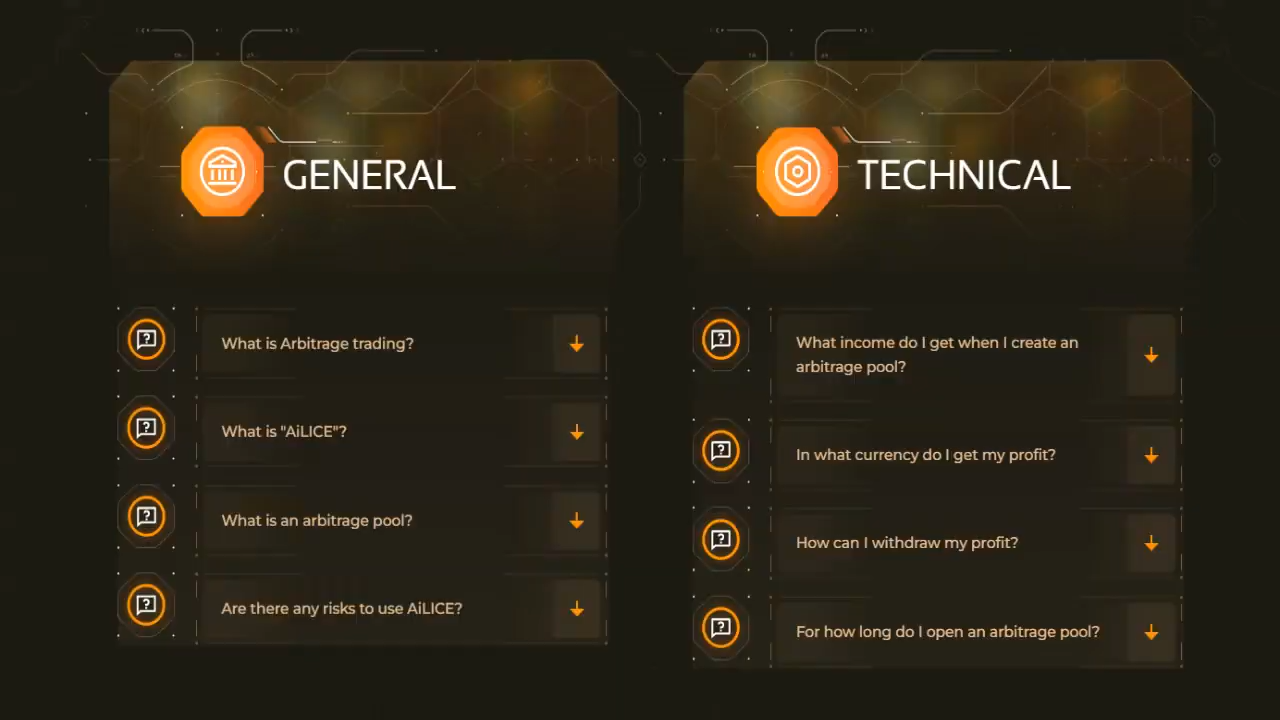 GENERAL
What is Arbitrage trading?
What is "AiLICE"?
What is an arbitrage pool?
Are there any risks to use AiLICE?
TECHNICAL
What income do I get when I create an
arbitrage pool?
In what currency do I get my profit?
How can I withdraw my profit?
For how long do I open an arbitrage pool?